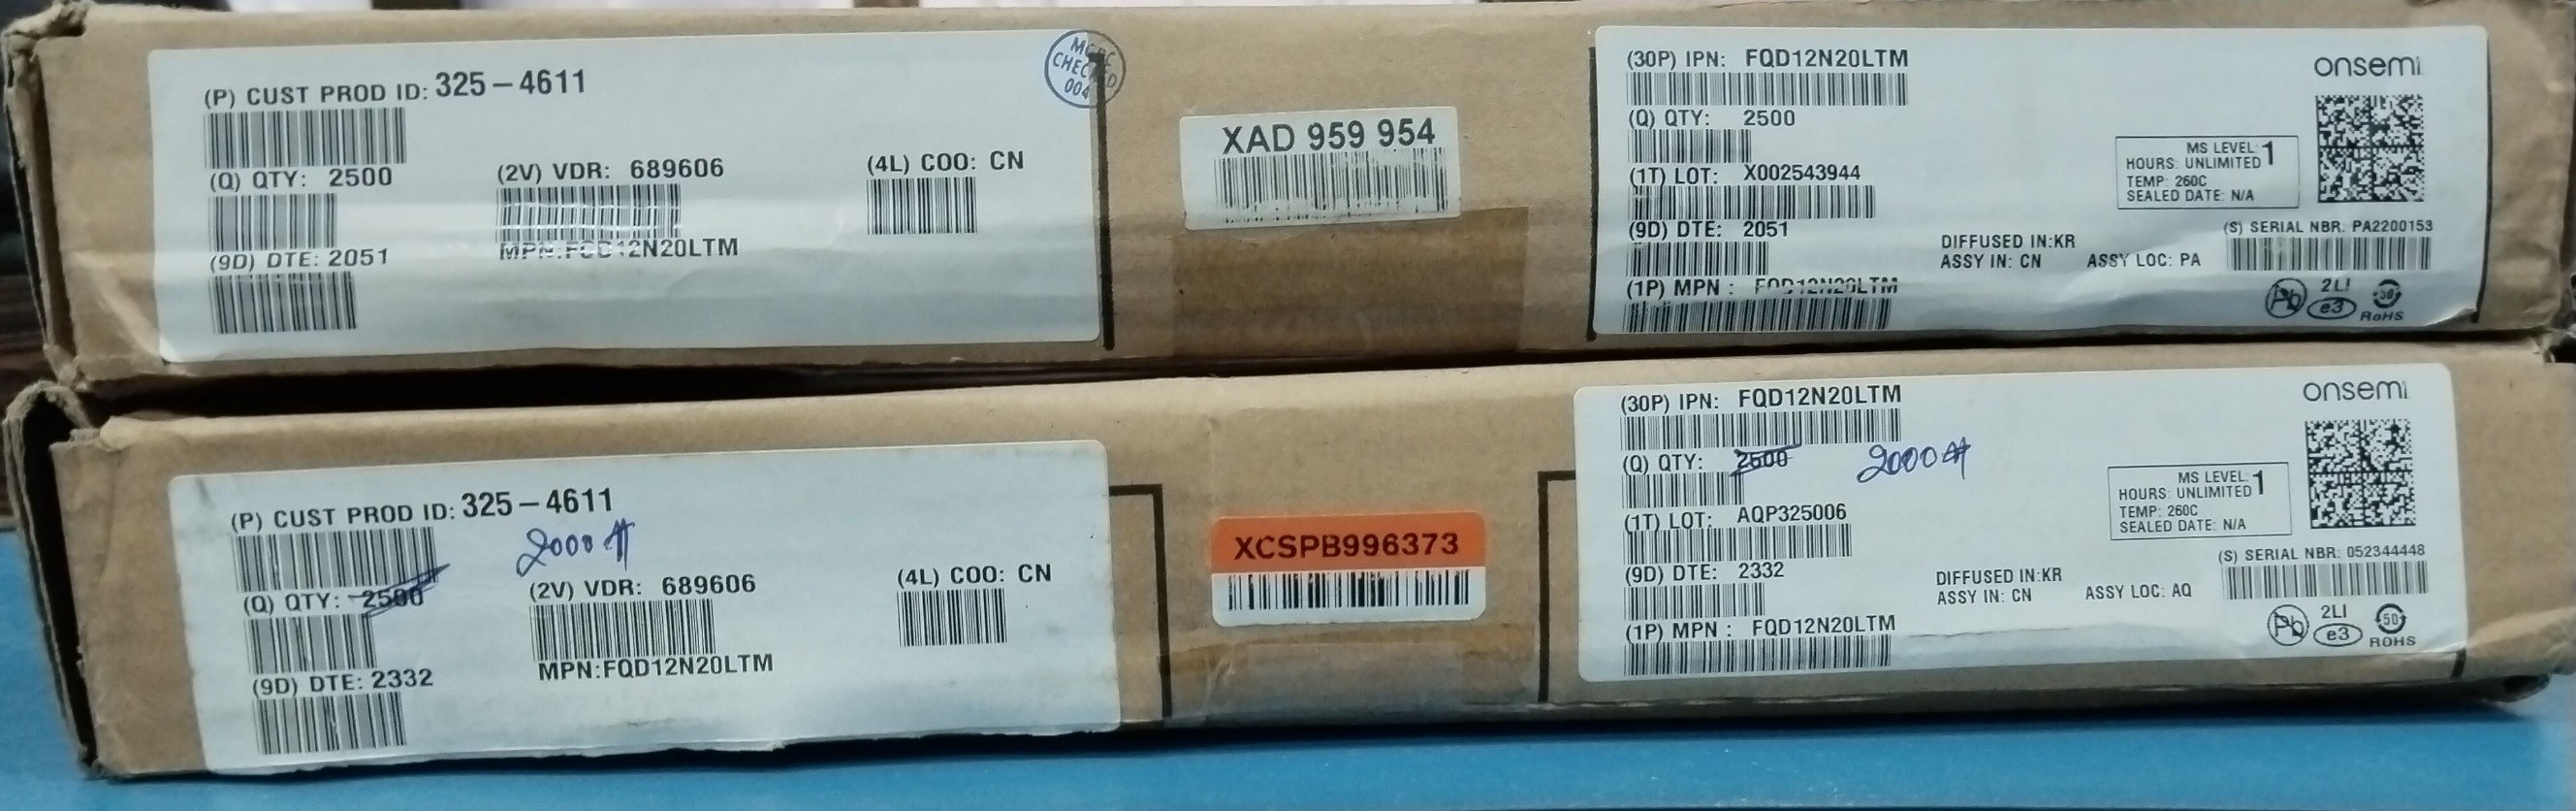 (P) CUST PROD ID: 325-4611
(Q) QTY: 2500
(2V) VDR: 689606
(4L) COO: CN
MPN:FQD12N20LTM
(9D) DTE: 2051
CHECKED
004
XAD 959 954
(30P) IPN: FQD12N20LTM
onsemi
(Q) QTY: 2500
MS LEVEL: 1
HOURS: UNLIMITED
TEMP: 260C
SEALED DATE: N/A
(1T) LOT: X002543944
(9D) DTE: 2051
(S) SERIAL NBR: PA2200153
DIFFUSED IN:KR
ASSY IN: CN ASSY LOC: PA
(1P) MPN : FQD12N20LTM
Pb
2LI
e3
50
RoHS
(P) CUST PROD ID: 325-4611
2000
(Q) QTY: 2500
(2V) VDR: 689606
(4L) COO: CN
MPN:FQD12N20LTM
(9D) DTE: 2332
XCSPB996373
(30P) IPN: FQD12N20LTM
onsemi
(Q) QTY: 2500 2000
MS LEVEL: 1
HOURS: UNLIMITED
TEMP: 260C
SEALED DATE: N/A
(1T) LOT: AQP325006
(9D) DTE: 2332
(S) SERIAL NBR: 052344448
DIFFUSED IN:KR
ASSY IN: CN ASSY LOC: AQ
(1P) MPN : FQD12N20LTM
Pb
2LI
e3
50
ROHS